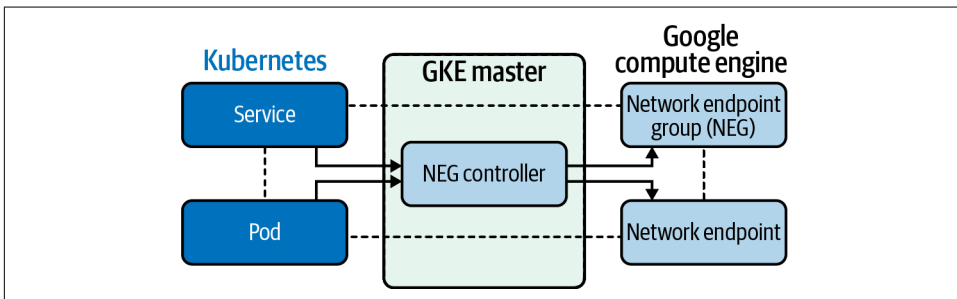 Kubernetes
GKE master
Google
compute engine
Service
Network endpoint
group (NEG)
NEG controller
Pod
Network endpoint